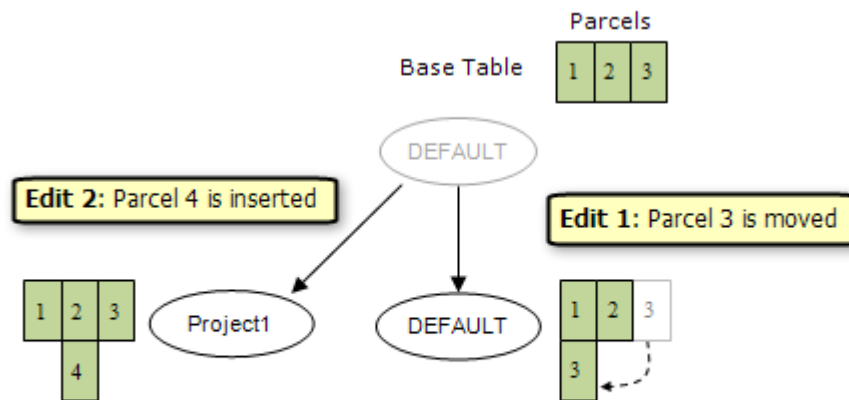 Parcels
Base Table
1 2 3
DEFAULT
Edit 2: Parcel 4 is inserted
Edit 1: Parcel 3 is moved
1 2 3
4
Project1
DEFAULT
1 2 3
3